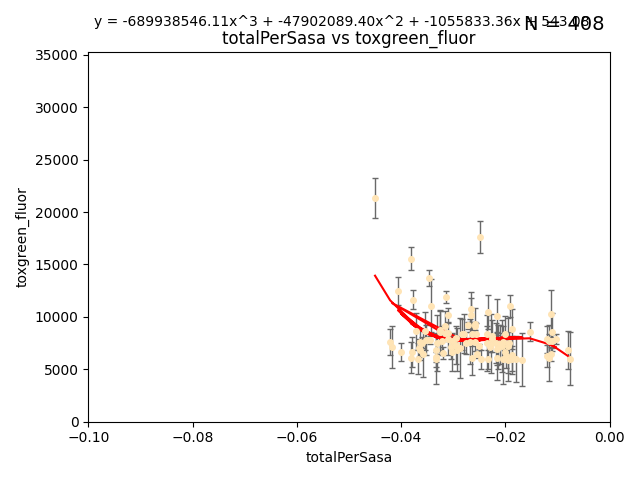 y = -689938546.11x^3 + -47902089.40x^2 + -1055833.36x
N = 408
totalPerSasa vs toxgreen_fluor
35000
30000
25000
20000
15000
10000
5000
0
toxgreen_fluor
-0.10
-0.08
-0.06
-0.04
-0.02
0.00
totalPerSasa